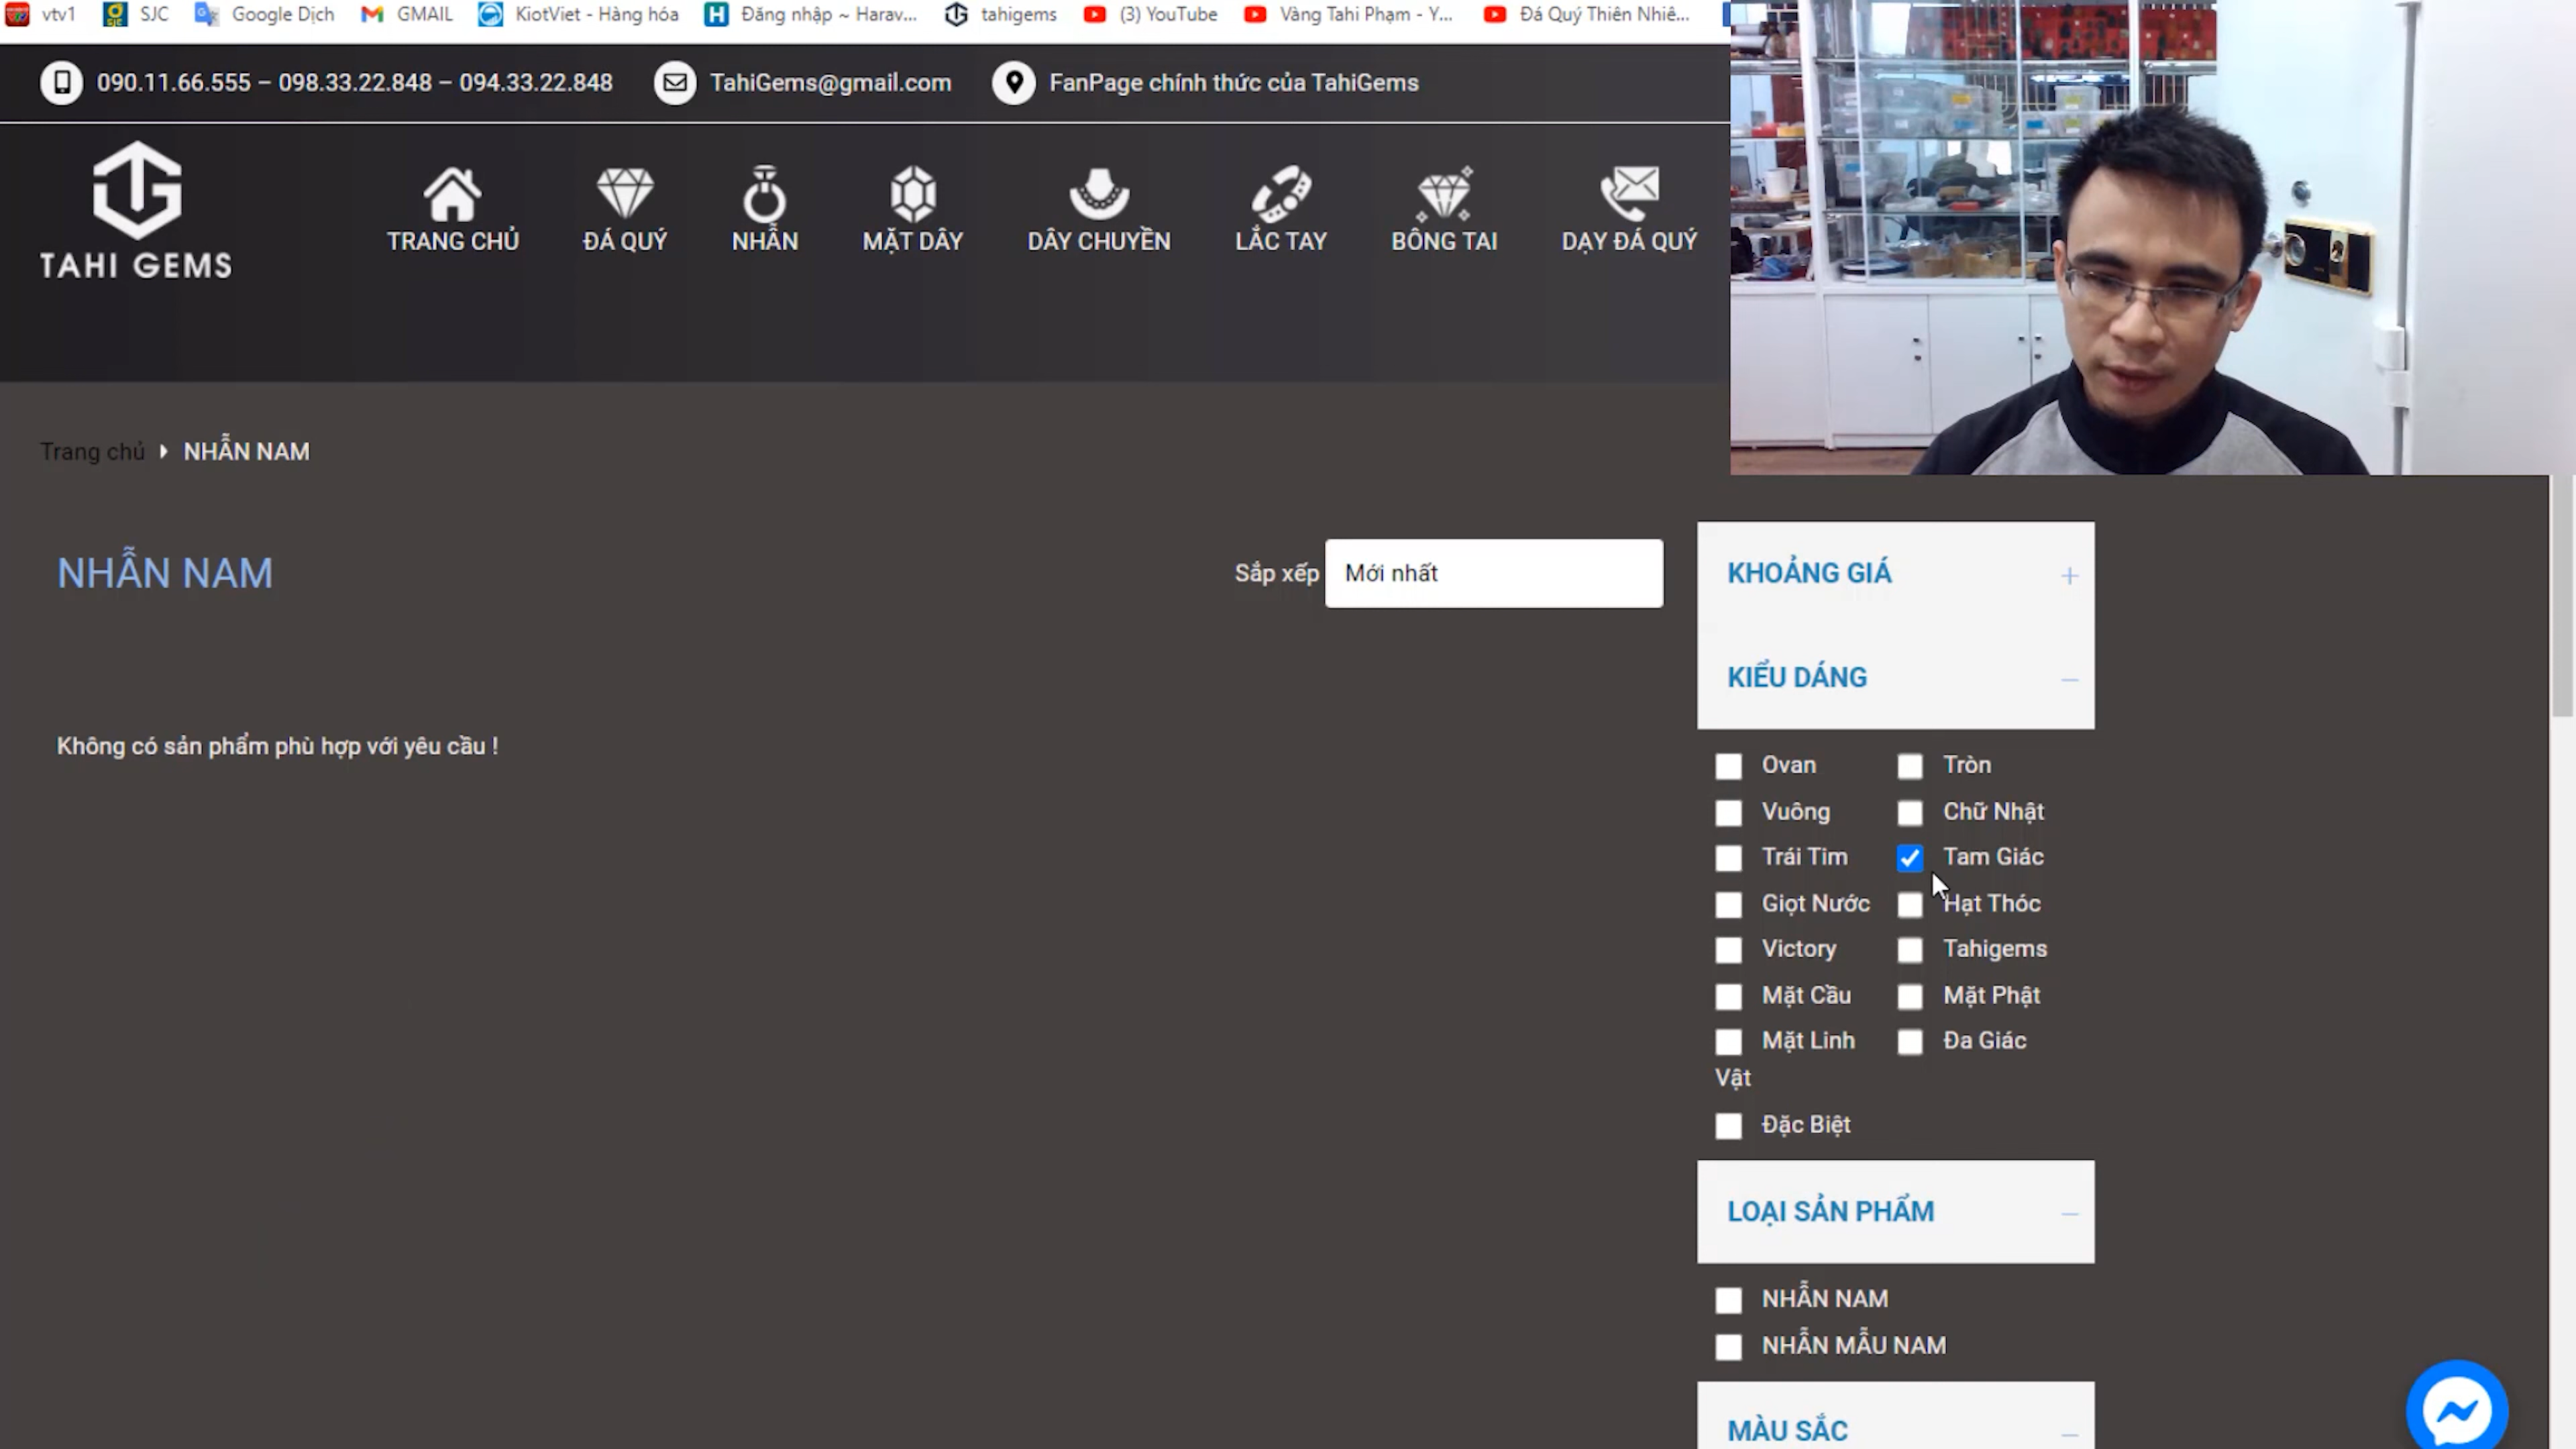 vtv1 SJC Google Dịch GMAIL KiotViet - Hàng hóa Đăng nhập ~ Harav... tahigems (3) YouTube Vàng Tahi Phạm - Y... Đá Quý Thiên Nhiê...
090.11.66.555 – 098.33.22.848 – 094.33.22.848 TahiGems@gmail.com FanPage chính thức của TahiGems
TAHI GEMS
TRANG CHỦ ĐÁ QUÝ NHẪN MẶT DÂY DÂY CHUYỀN LẮC TAY BÔNG TAI DẠY ĐÁ QUÝ
Trang chủ NHẪN NAM
NHẪN NAM
Sắp xếp Mới nhất
Không có sản phẩm phù hợp với yêu cầu !
KHOẢNG GIÁ +
KIỂU DÁNG –
Ovan Tròn
Vuông Chữ Nhật
Trái Tim Tam Giác
Giọt Nước Hạt Thóc
Victory Tahigems
Mặt Cầu Mặt Phật
Mặt Linh Đa Giác
Vật
Đặc Biệt
LOẠI SẢN PHẨM –
NHẪN NAM
NHẪN MẪU NAM
MÀU SẮC –